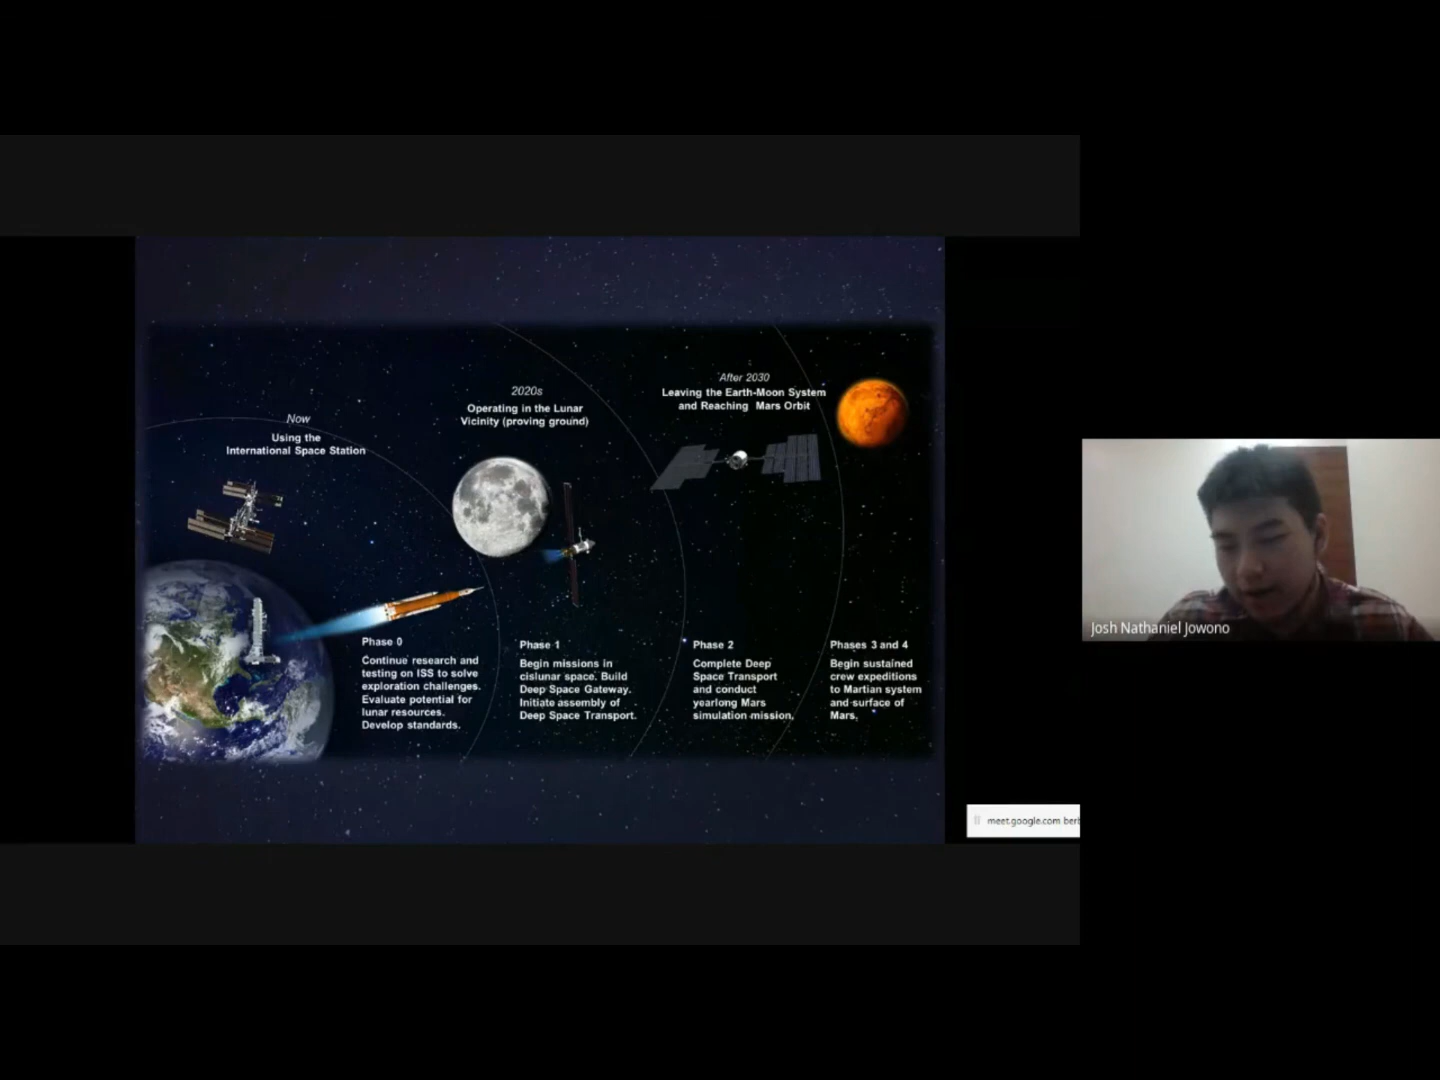 Now
Using the
International Space Station
2020s
Operating in the Lunar
Vicinity (proving ground)
After 2030
Leaving the Earth-Moon System
and Reaching Mars Orbit
Phase 0
Continue research and
testing on ISS to solve
exploration challenges.
Evaluate potential for
lunar resources.
Develop standards.
Phase 1
Begin missions in
cislunar space. Build
Deep Space Gateway.
Initiate assembly of
Deep Space Transport.
Phase 2
Complete Deep
Space Transport
and conduct
yearlong Mars
simulation mission.
Phases 3 and 4
Begin sustained
crew expeditions
to Martian system
and surface of
Mars.
Josh Nathaniel Jowono
meet.google.com